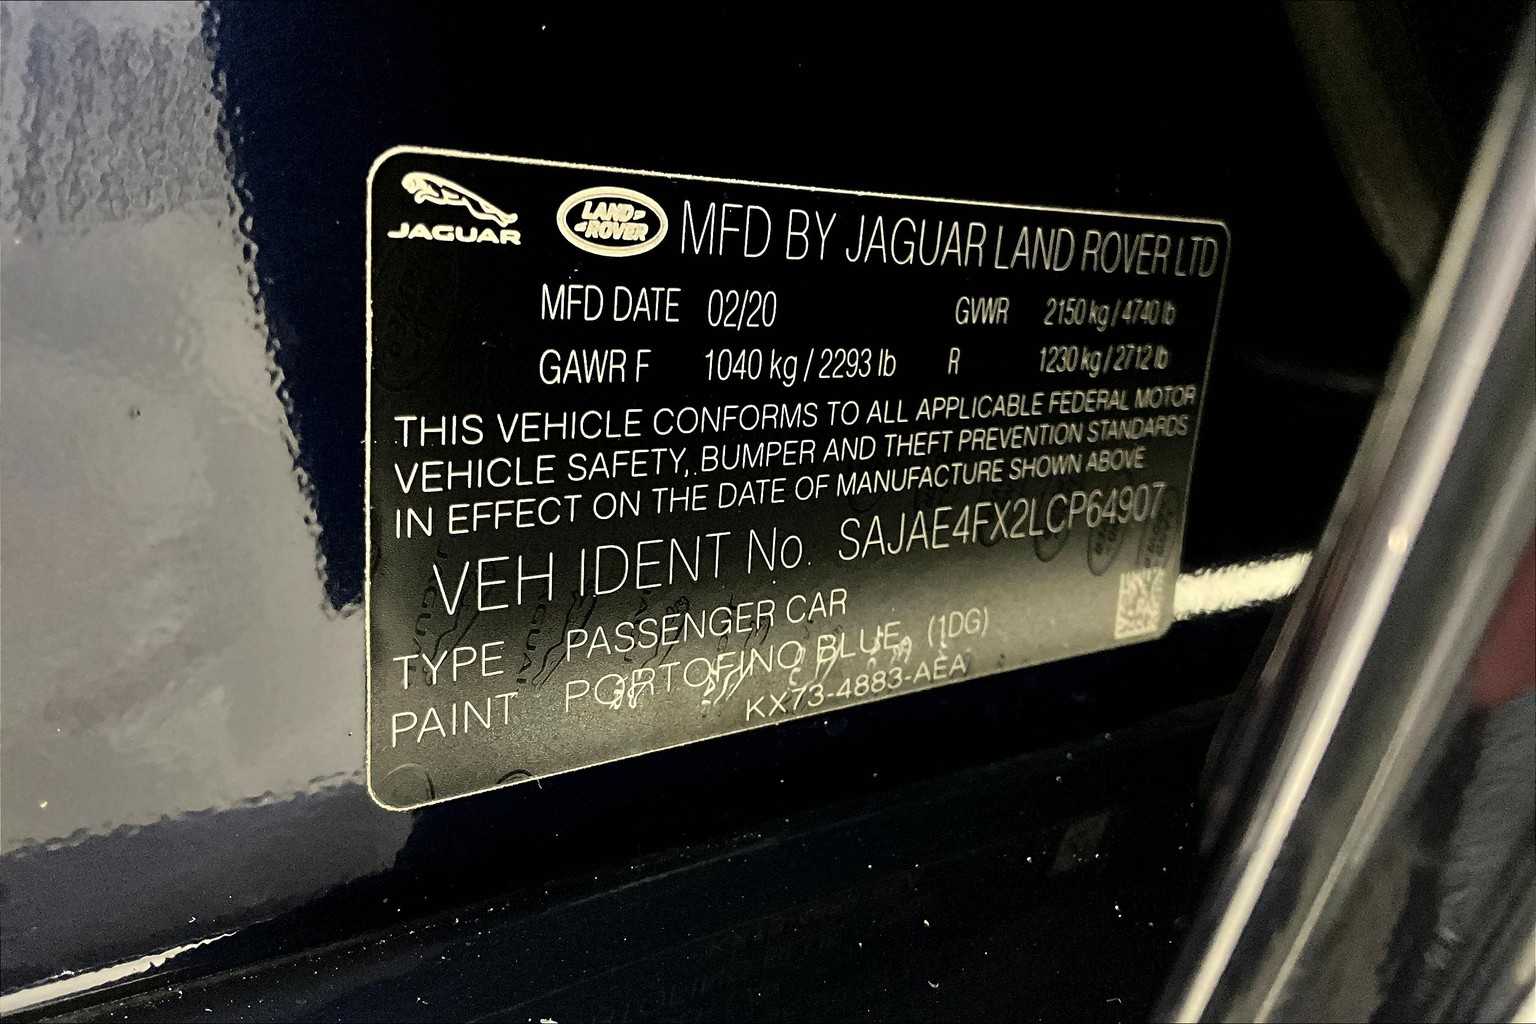 JAGUAR LAND ROVER MFD BY JAGUAR LAND ROVER LTD
MFD DATE 02/20 GVWR 2150 kg / 4740 lb
GAWR F 1040 kg / 2293 lb R 1230 kg / 2712 lb
THIS VEHICLE CONFORMS TO ALL APPLICABLE FEDERAL MOTOR
VEHICLE SAFETY, BUMPER AND THEFT PREVENTION STANDARDS
IN EFFECT ON THE DATE OF MANUFACTURE SHOWN ABOVE
VEH IDENT No. SAJAE4FX2LCP64907
TYPE PASSENGER CAR
PAINT PORTOFINO BLUE (1DG)
KX73-4883-AEA